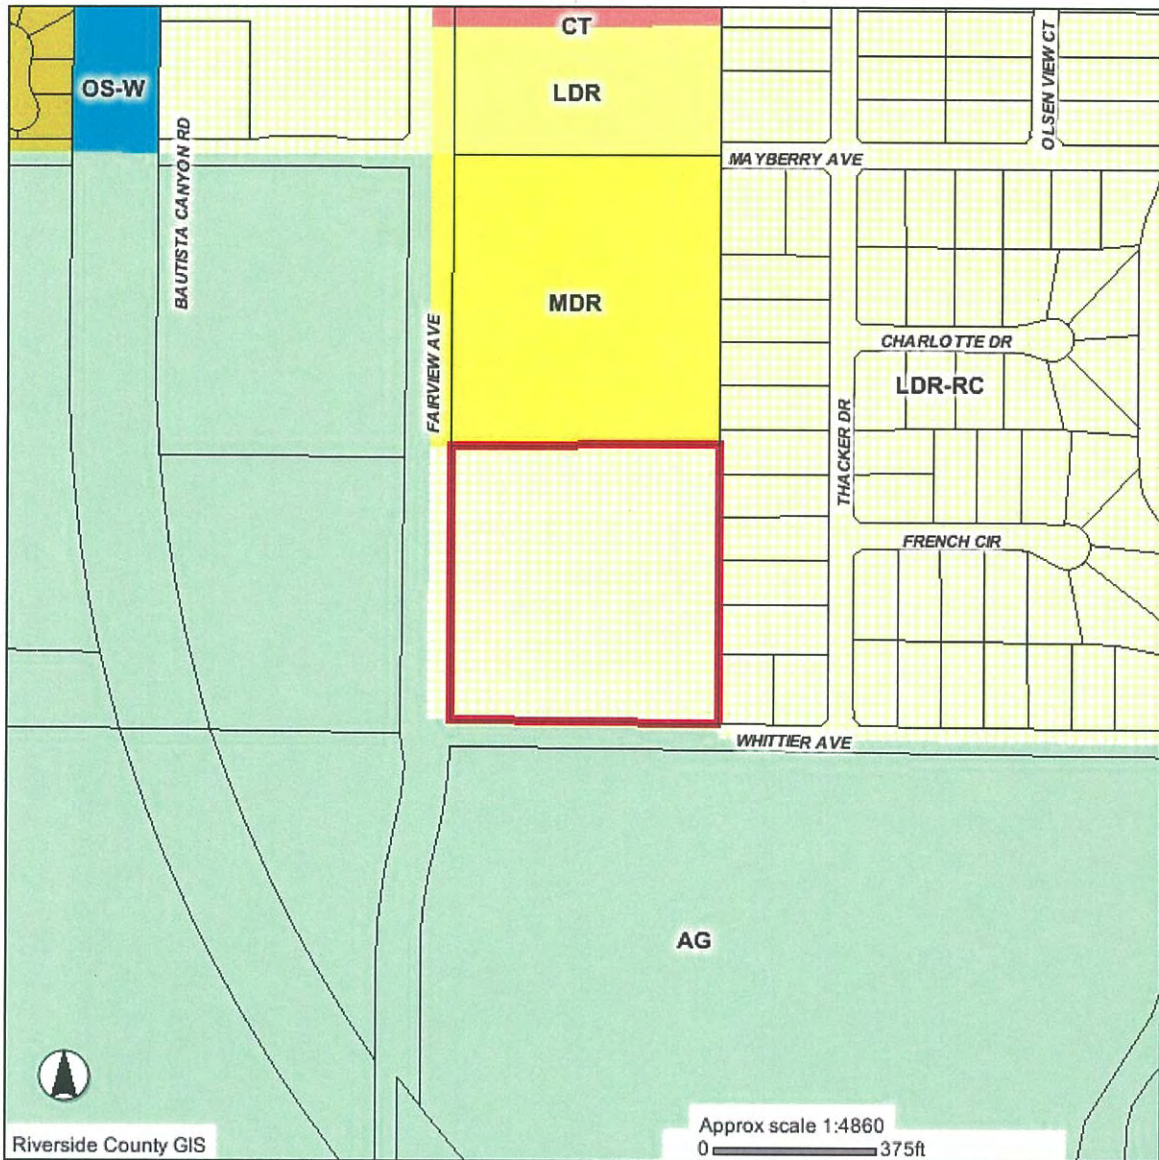 CT
OS-W
LDR
OLSEN VIEW CT
BAUTISTA CANYON RD
MAYBERRY AVE
MDR
FAIRVIEW AVE
CHARLOTTE DR
LDR-RC
THACKER DR
FRENCH CIR
WHITTIER AVE
AG
Riverside County GIS
Approx scale 1:4860
0 375ft